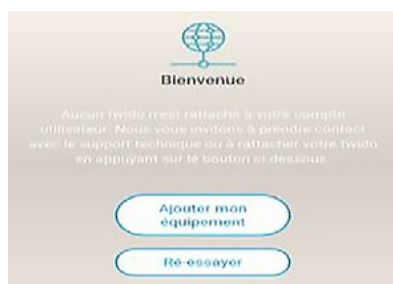 Bienvenue
Aucun twido n'est rattaché à votre compte
utilisateur. Nous vous invitons à prendre contact
avec le support technique ou à rattacher votre twido
en appuyant sur le bouton ci-dessous.
Ajouter mon
équipement
Ré-essayer